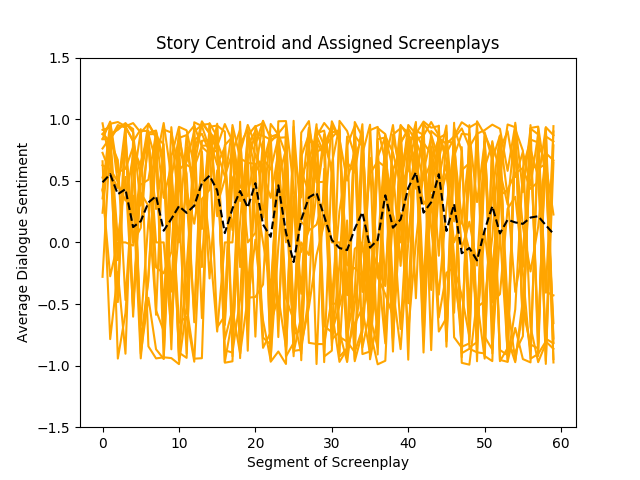 Story Centroid and Assigned Screenplays
1.5
1.0
0.5
0.0
−0.5
−1.0
−1.5
Average Dialogue Sentiment
0 10 20 30 40 50 60
Segment of Screenplay